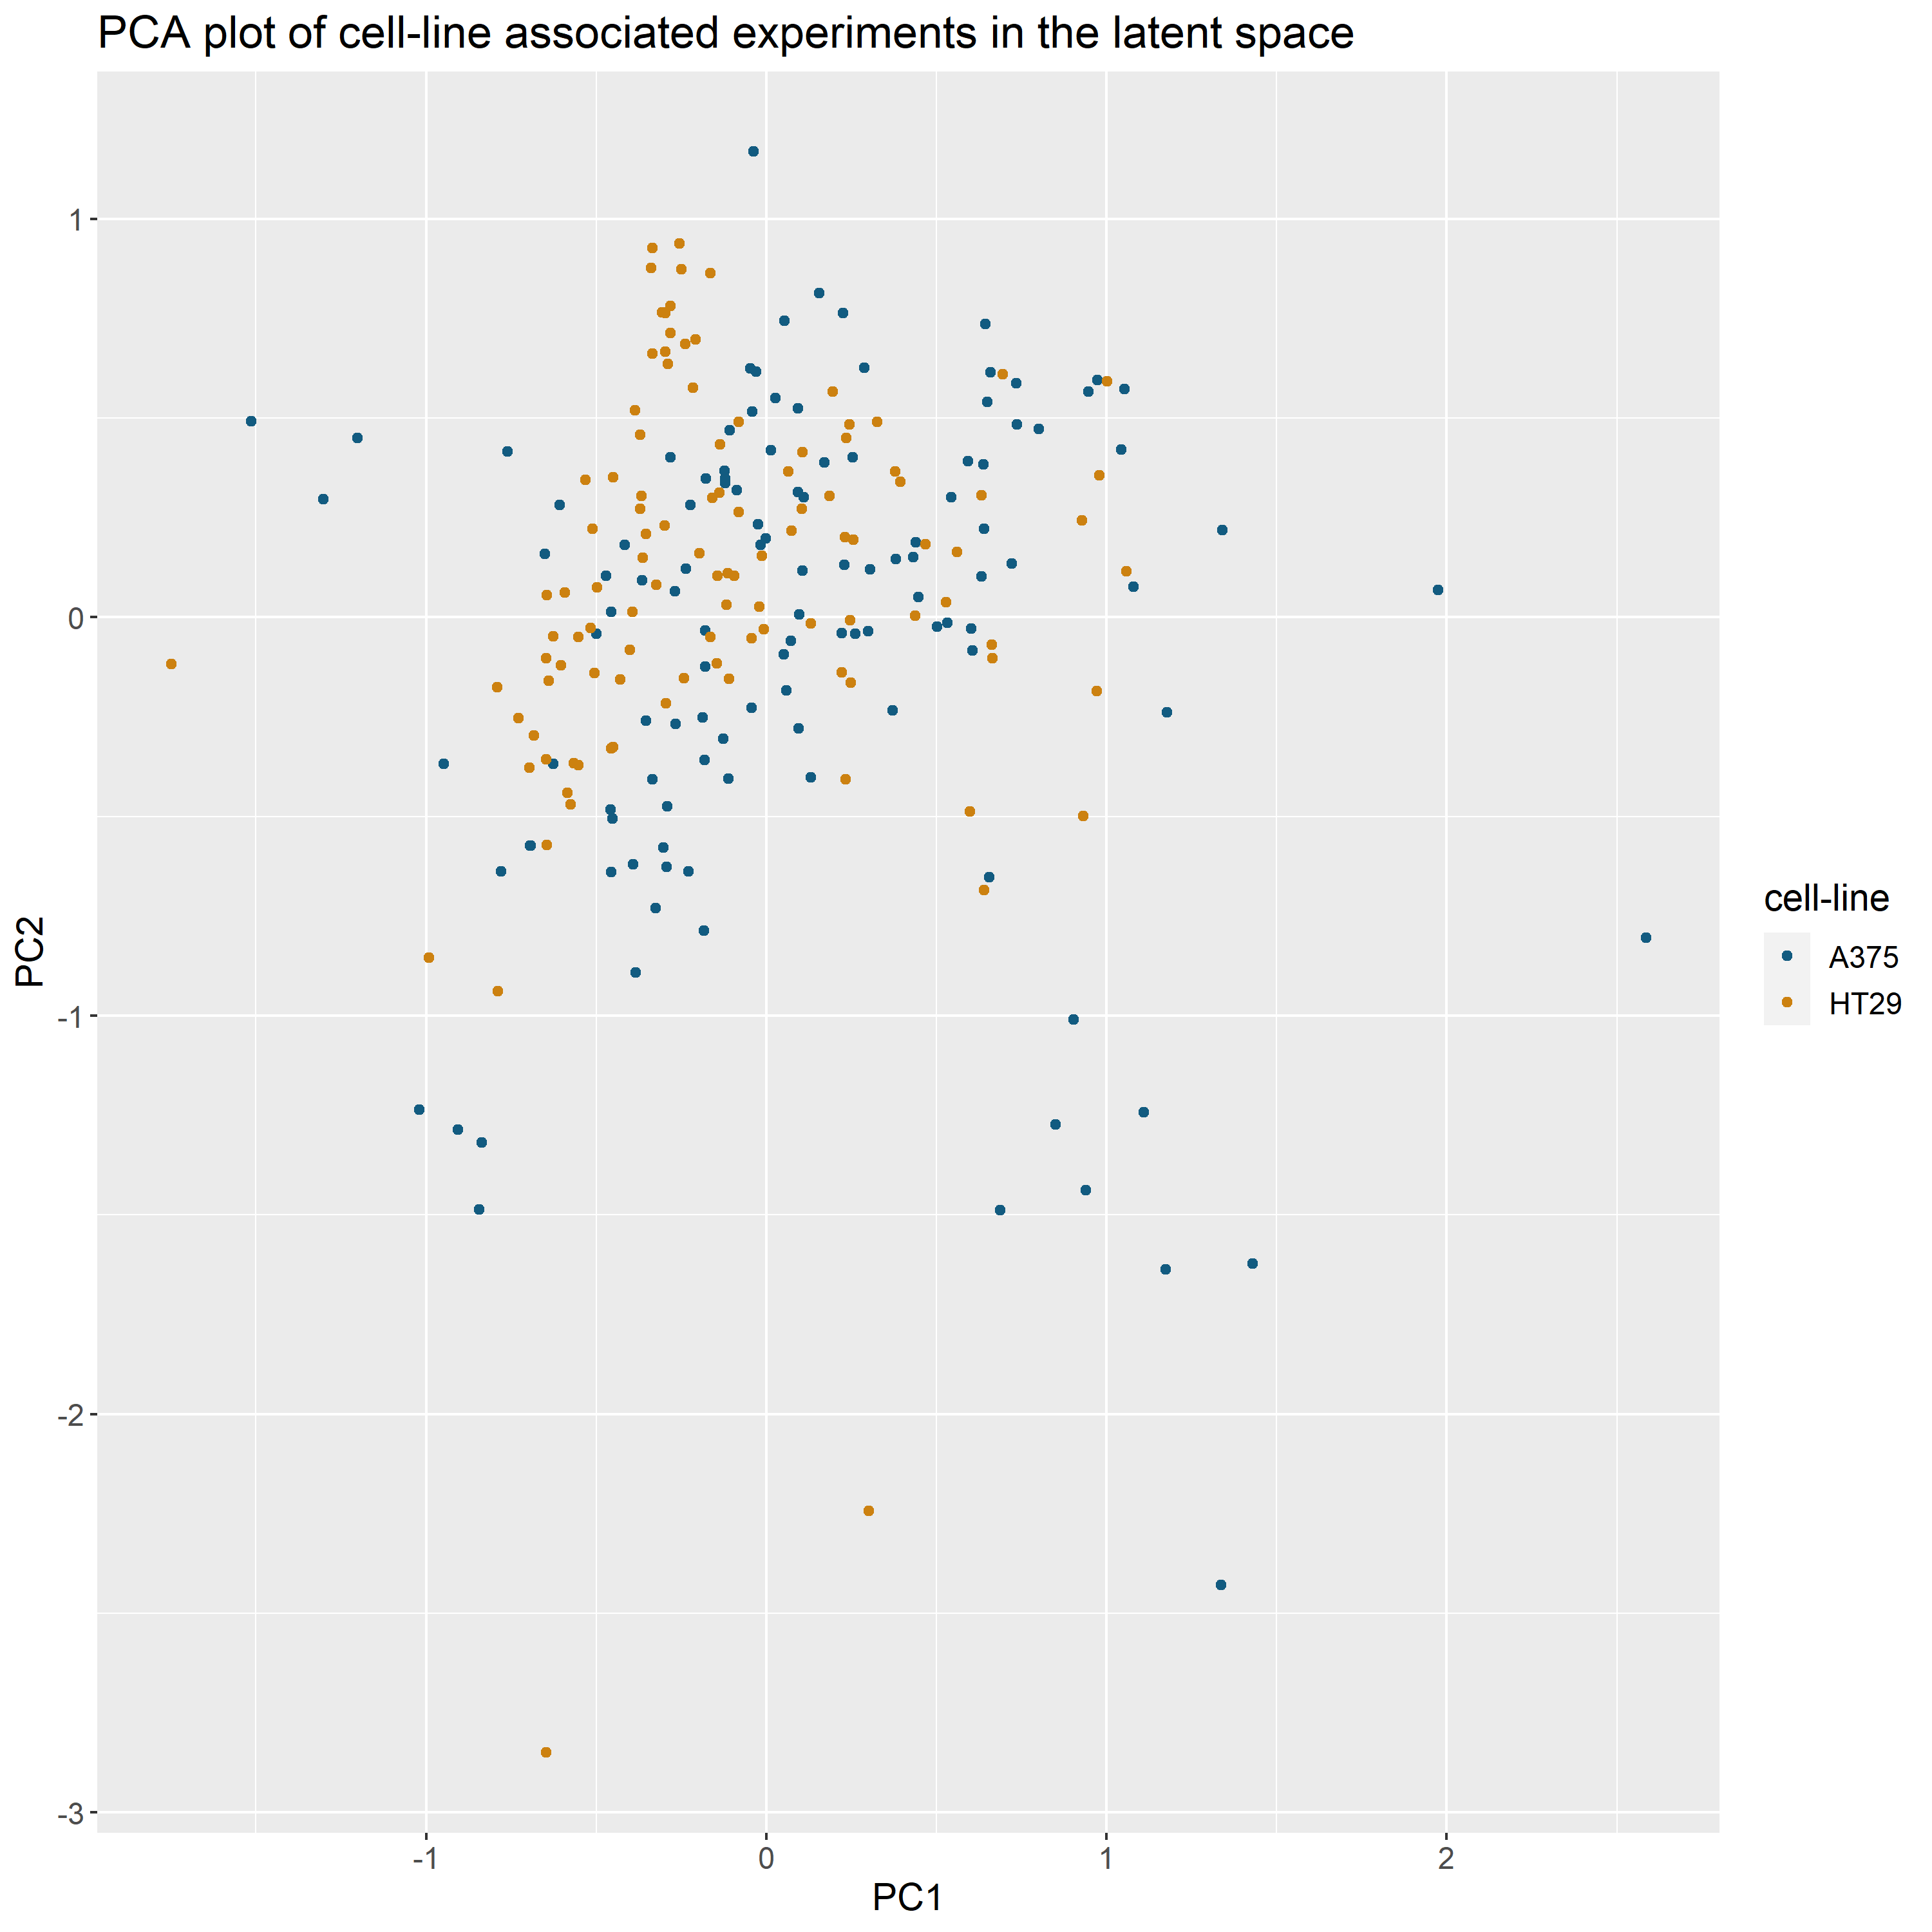 PCA plot of cell-line associated experiments in the latent space
1
0
-1
-2
-3
PC2
-1
0
1
2
PC1
cell-line
A375
HT29